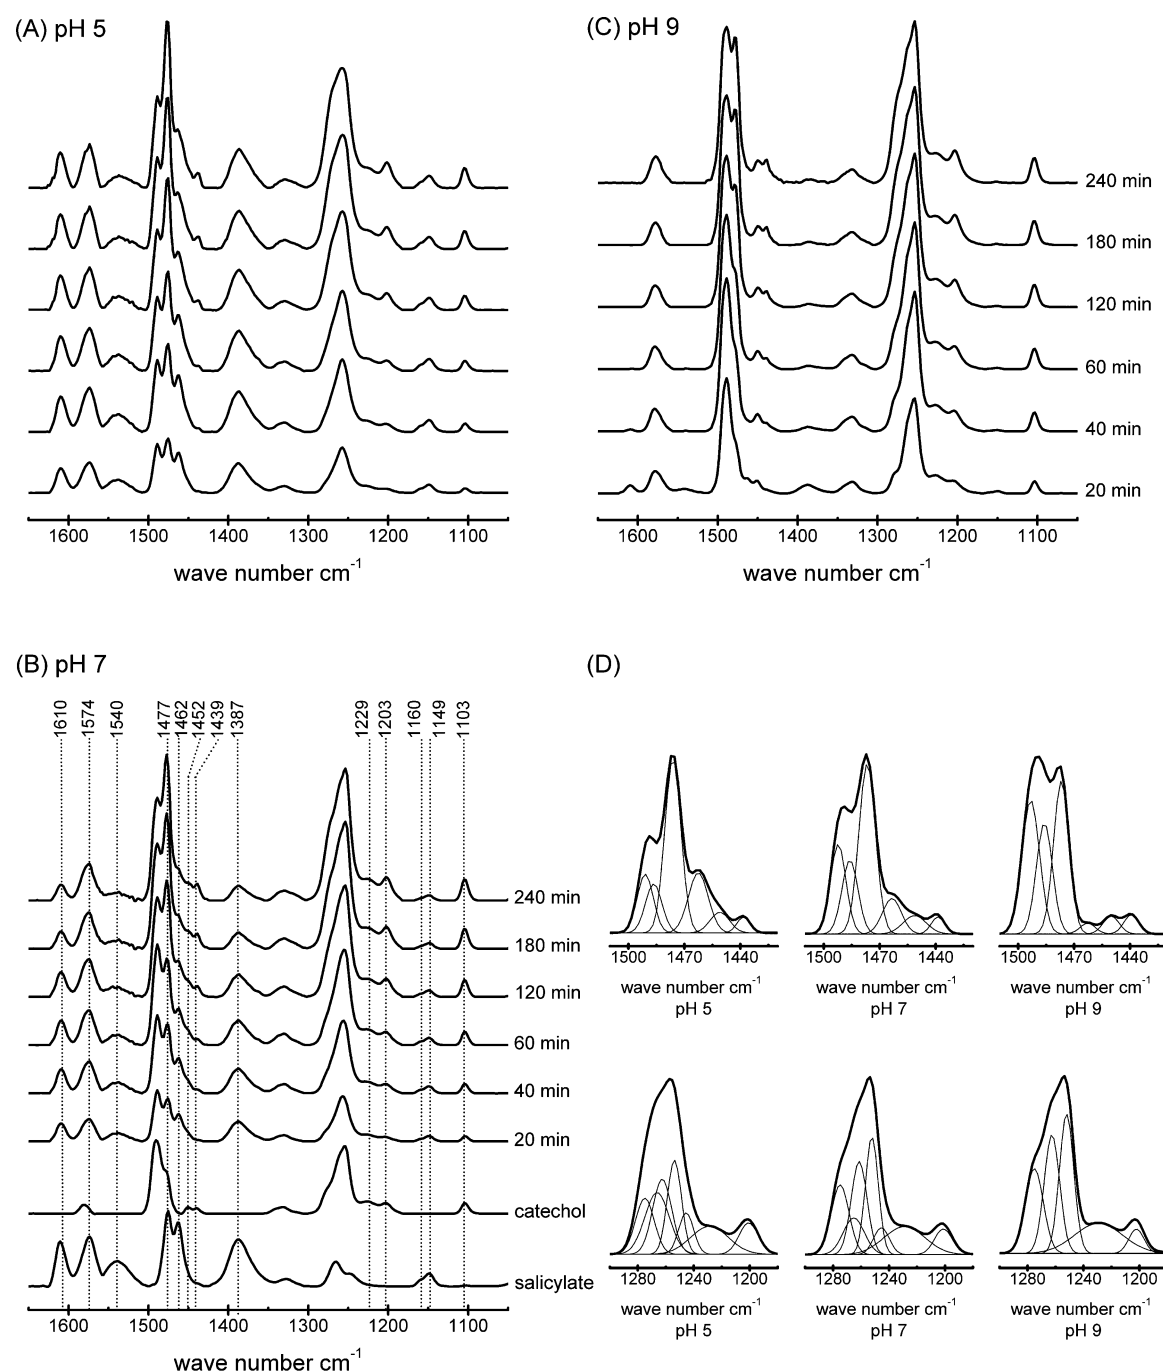 (A) pH 5
1600 1500 1400 1300 1200 1100
wave number cm-1
(C) pH 9
240 min
180 min
120 min
60 min
40 min
20 min
1600 1500 1400 1300 1200 1100
wave number cm-1
(B) pH 7
1610 1574 1540 1477 1462 1452 1439 1387 1229 1203 1160 1149 1103
240 min
180 min
120 min
60 min
40 min
20 min
catechol
salicylate
1600 1500 1400 1300 1200 1100
wave number cm-1
(D)
1500 1470 1440
wave number cm-1
pH 5
1500 1470 1440
wave number cm-1
pH 7
1500 1470 1440
wave number cm-1
pH 9
1280 1240 1200
wave number cm-1
pH 5
1280 1240 1200
wave number cm-1
pH 7
1280 1240 1200
wave number cm-1
pH 9